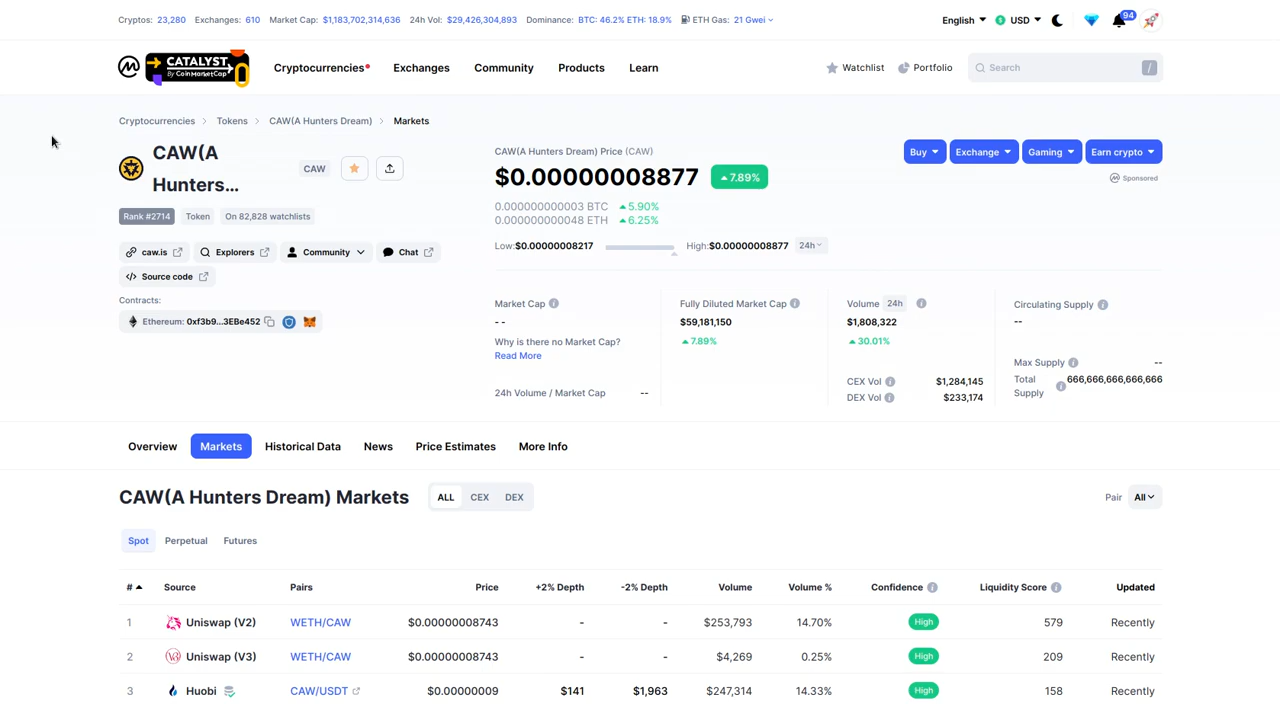 Cryptos: 23,280 Exchanges: 610 Market Cap: $1,183,702,314,636 24h Vol: $29,426,304,893 Dominance: BTC: 46.2% ETH: 18.9% ETH Gas: 21 Gwei English USD 94
CATALYST
By CoinMarketCap
Cryptocurrencies Exchanges Community Products Learn Watchlist Portfolio Search /
Cryptocurrencies > Tokens > CAW(A Hunters Dream) > Markets
CAW(A
Hunters...
CAW
Rank #2714 Token On 82,828 watchlists
caw.is Explorers Community Chat
Source code
Contracts:
Ethereum: 0xf3b9...3EBe452
CAW(A Hunters Dream) Price (CAW)
$0.00000008877 7.89%
0.000000000003 BTC 5.90%
0.000000000048 ETH 6.25%
Low:$0.00000008217 High:$0.00000008877 24h
Buy Exchange Gaming Earn crypto
Sponsored
Market Cap
- -
Why is there no Market Cap?
Read More
24h Volume / Market Cap --
Fully Diluted Market Cap
$59,181,150
7.89%
Volume 24h
$1,808,322
30.01%
CEX Vol $1,284,145
DEX Vol $233,174
Circulating Supply
--
Max Supply --
Total Supply 666,666,666,666,666
Overview Markets Historical Data News Price Estimates More Info
CAW(A Hunters Dream) Markets ALL CEX DEX Pair All
Spot Perpetual Futures
# Source Pairs Price +2% Depth -2% Depth Volume Volume % Confidence Liquidity Score Updated
1 Uniswap (V2) WETH/CAW $0.00000008743 - - $253,793 14.70% High 579 Recently
2 Uniswap (V3) WETH/CAW $0.00000008743 - - $4,269 0.25% High 209 Recently
3 Huobi CAW/USDT $0.00000009 $141 $1,963 $247,314 14.33% High 158 Recently